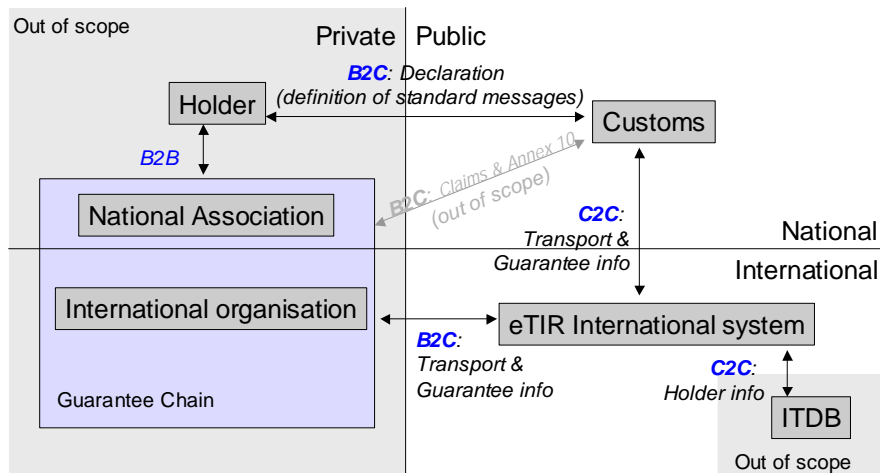 Out of scope
Private
Public
B2C: Declaration
(definition of standard messages)
Holder
Customs
B2B
B2C: Claims & Annex 10
(out of scope)
National Association
C2C:
Transport &
Guarantee info
National
International
International organisation
eTIR International system
B2C:
Transport &
Guarantee info
C2C:
Holder info
Guarantee Chain
ITDB
Out of scope